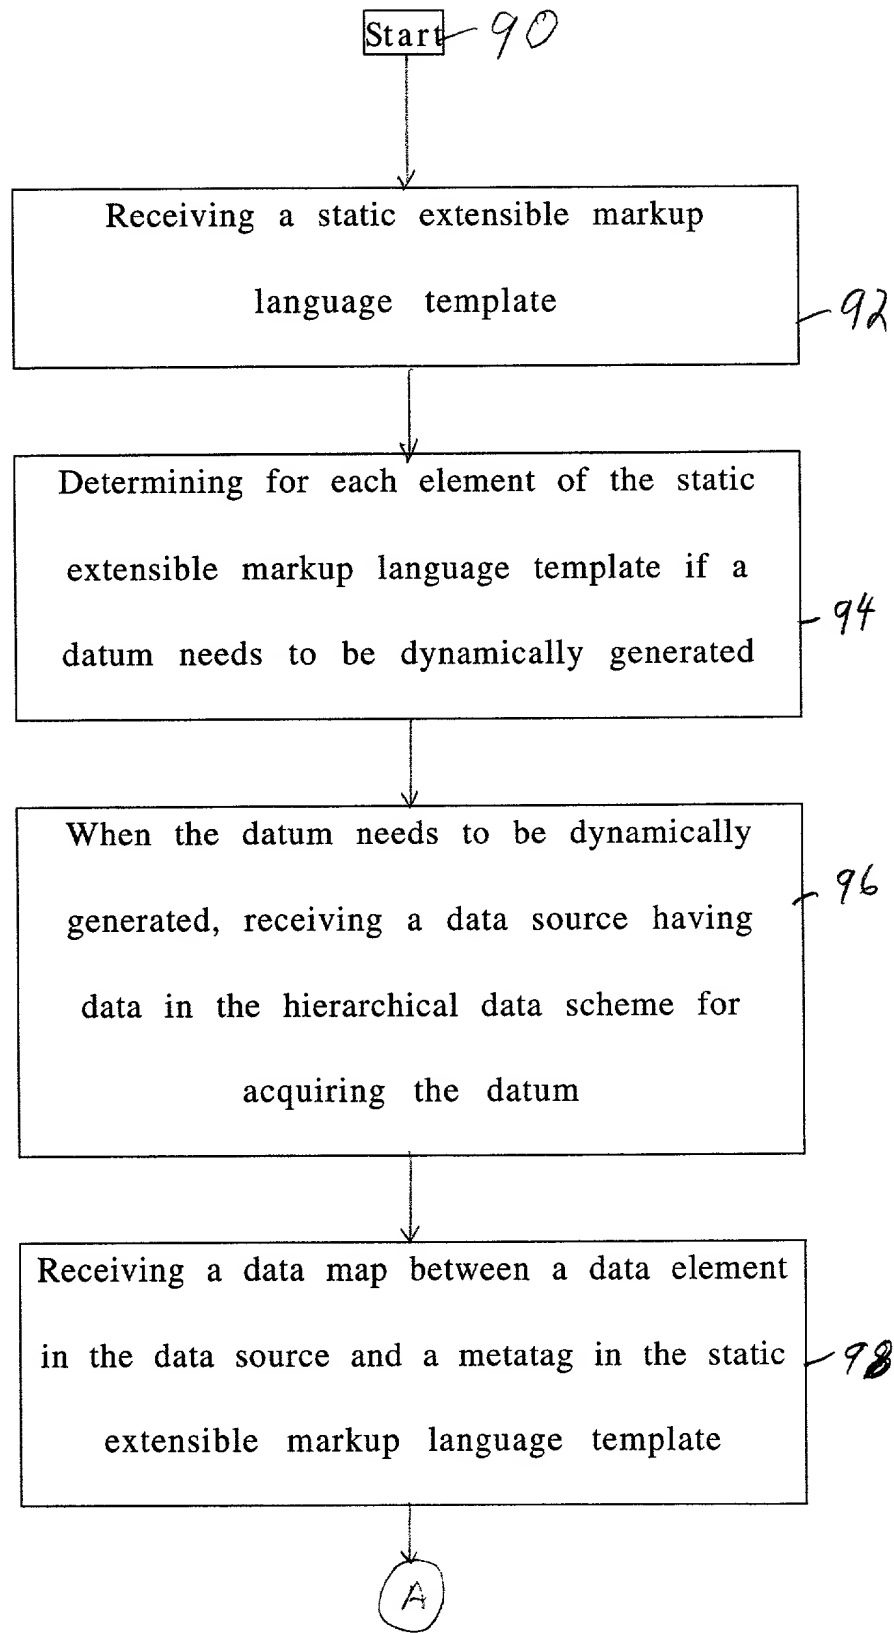 Start 90
Receiving a static extensible markup
language template
92
Determining for each element of the static
extensible markup language template if a
datum needs to be dynamically generated
94
When the datum needs to be dynamically
generated, receiving a data source having
data in the hierarchical data scheme for
acquiring the datum
96
Receiving a data map between a data element
in the data source and a metatag in the static
extensible markup language template
98
A